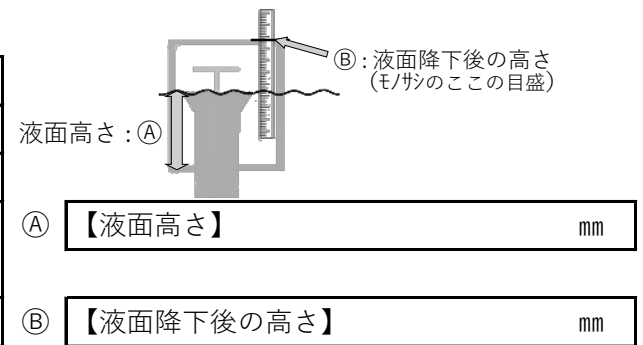 Ⓑ：液面降下後の高さ
(ﾓﾉｻｼのここの目盛)
液面高さ：Ⓐ
Ⓐ 【液面高さ】 ㎜
Ⓑ 【液面降下後の高さ】 ㎜